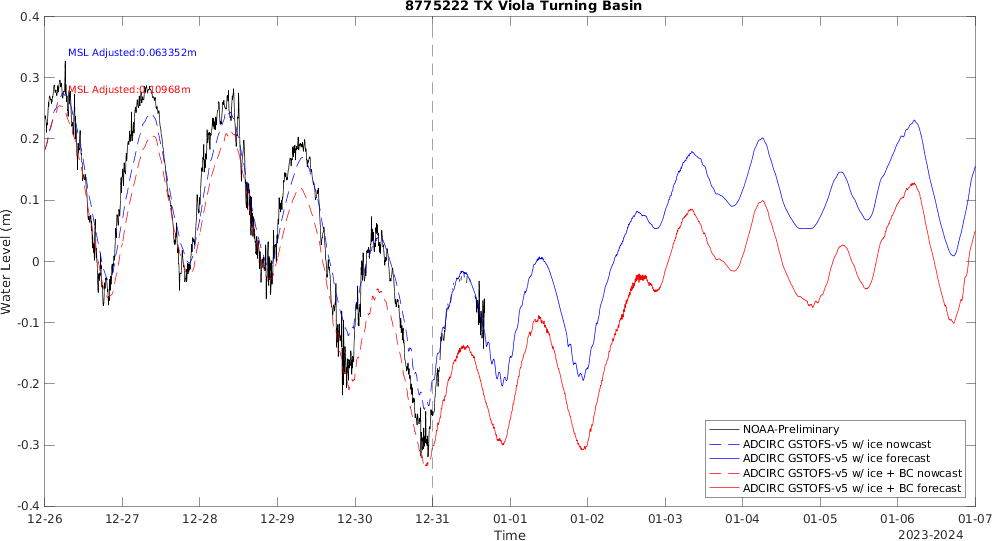 8775222 TX Viola Turning Basin
0.4
MSL Adjusted:0.063352m
0.3
MSL Adjusted:0.10968m
0.2
0.1
0
-0.1
-0.2
-0.3
-0.4
Water Level (m)
NOAA-Preliminary
ADCIRC GSTOFS-v5 w/ ice nowcast
ADCIRC GSTOFS-v5 w/ ice forecast
ADCIRC GSTOFS-v5 w/ ice + BC nowcast
ADCIRC GSTOFS-v5 w/ ice + BC forecast
12-26 12-27 12-28 12-29 12-30 12-31 01-01 01-02 01-03 01-04 01-05 01-06 01-07
Time
2023-2024